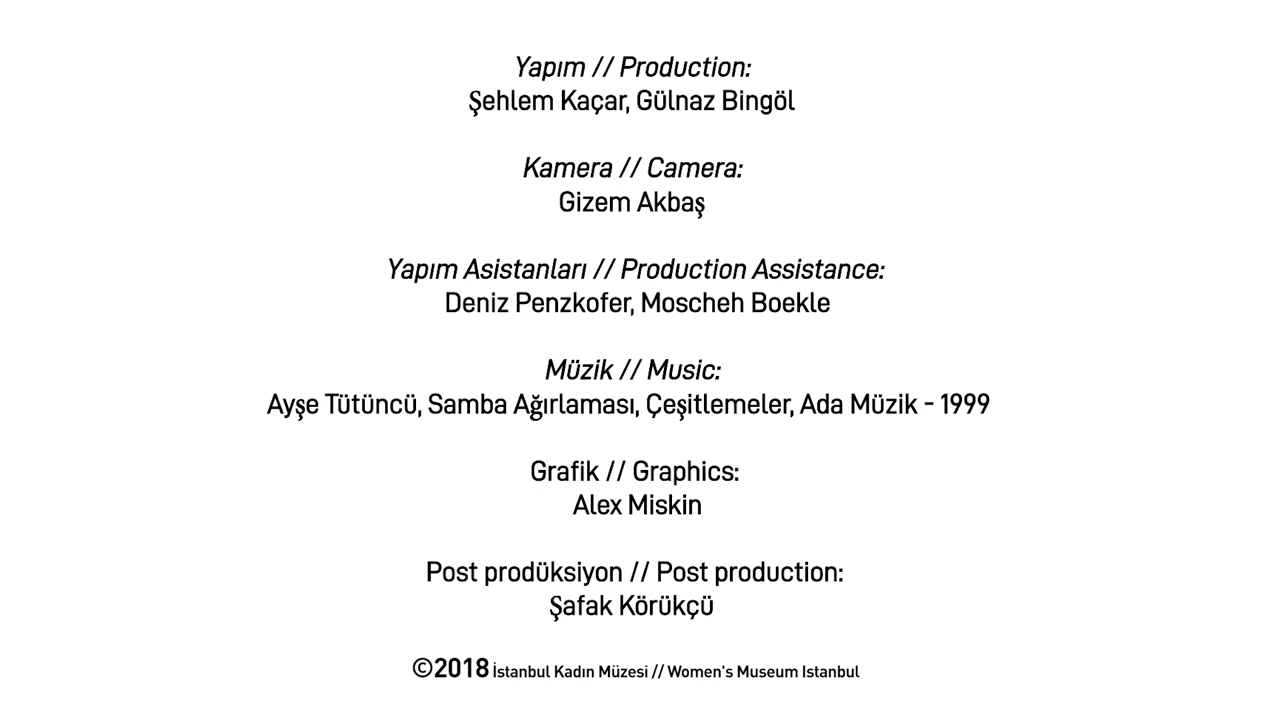 Yapım // Production:
Şehlem Kaçar, Gülnaz Bingöl
Kamera // Camera:
Gizem Akbaş
Yapım Asistanları // Production Assistance:
Deniz Penzkofer, Moscheh Boekle
Müzik // Music:
Ayşe Tütüncü, Samba Ağırlaması, Çeşitlemeler, Ada Müzik - 1999
Grafik // Graphics:
Alex Miskin
Post prodüksiyon // Post production:
Şafak Körükçü
©2018 İstanbul Kadın Müzesi // Women's Museum Istanbul